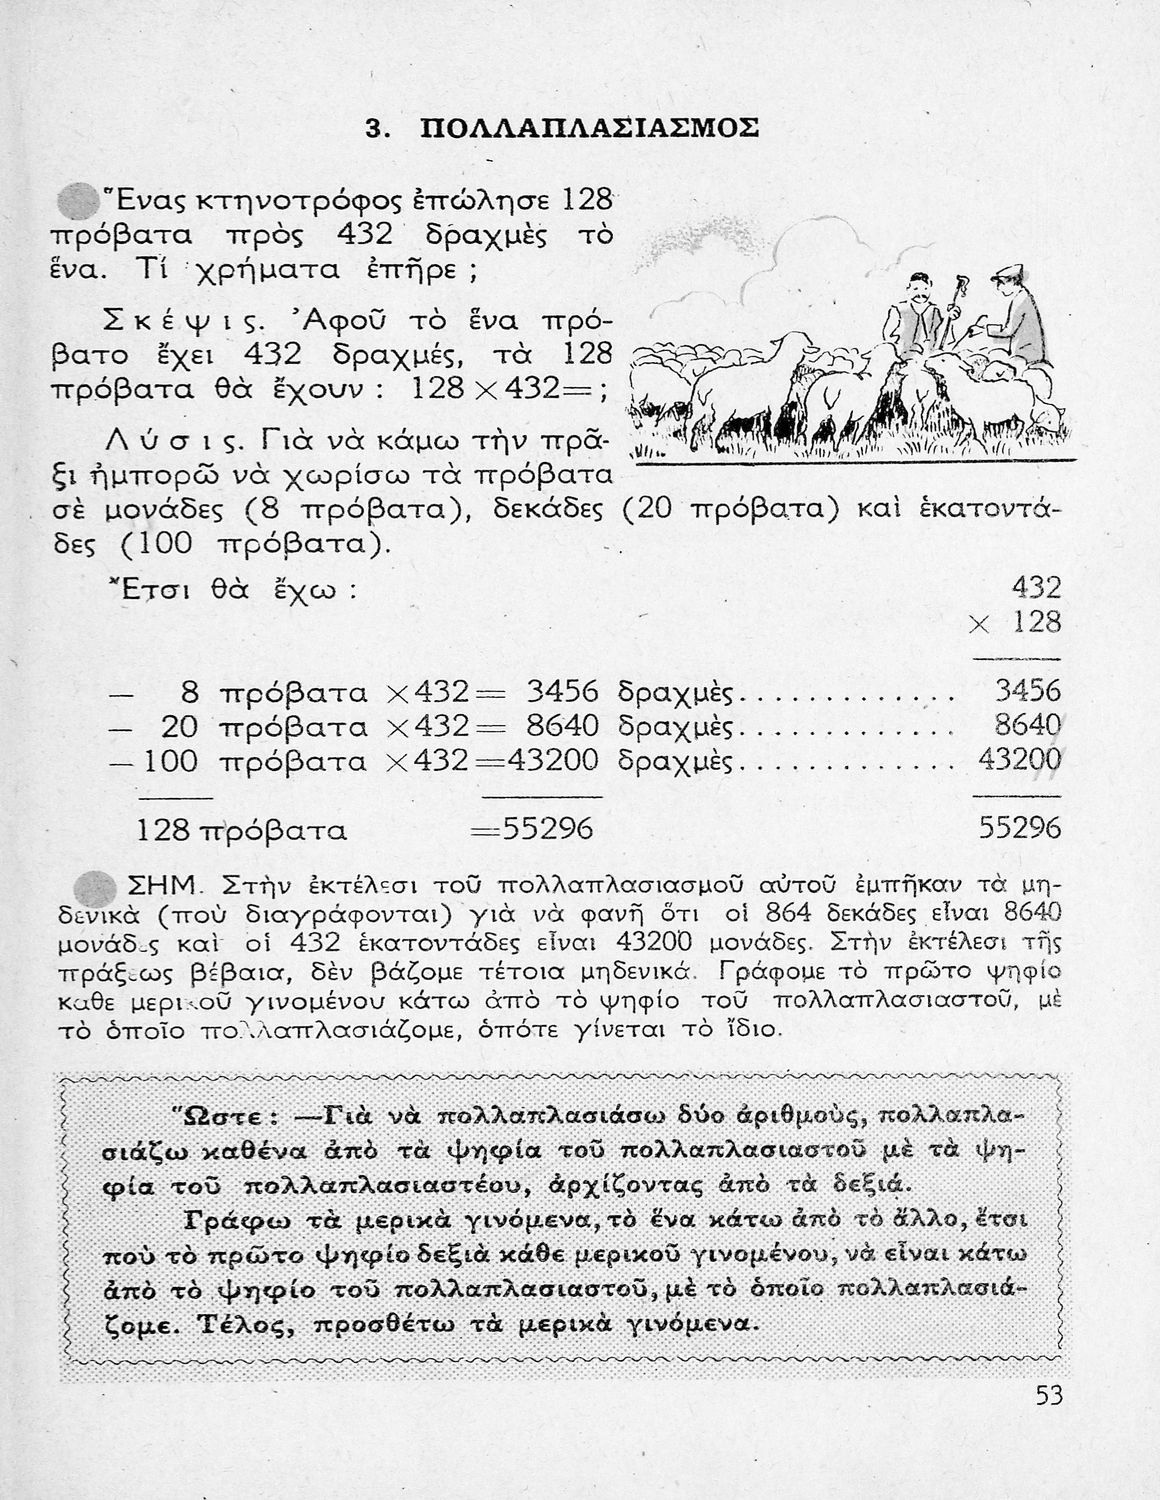 3. ΠΟΛΛΑΠΛΑΣΙΑΣΜΟΣ
Ἕνας κτηνοτρόφος ἐπώλησε 128
πρόβατα πρὸς 432 δραχμὲς τὸ
ἕνα. Τί χρήματα ἐπῆρε ;
Σκέψις. Ἀφοῦ τὸ ἕνα πρό-
βατο ἔχει 432 δραχμές, τὰ 128
πρόβατα θὰ ἔχουν : 128×432= ;
Λύσις. Γιὰ νὰ κάμω τὴν πρᾶ-
ξι ἠμπορῶ νὰ χωρίσω τὰ πρόβατα
σὲ μονάδες (8 πρόβατα), δεκάδες (20 πρόβατα) καὶ ἑκατοντά-
δες (100 πρόβατα).
Ἔτσι θὰ ἔχω : 432
× 128
— 8 πρόβατα ×432= 3456 δραχμὲς............. 3456
— 20 πρόβατα ×432= 8640 δραχμὲς............. 8640
— 100 πρόβατα ×432=43200 δραχμὲς............. 43200
128 πρόβατα =55296 55296
ΣΗΜ. Στὴν ἐκτέλεσι τοῦ πολλαπλασιασμοῦ αὐτοῦ ἐμπῆκαν τὰ μη-
δενικὰ (ποὺ διαγράφονται) γιὰ νὰ φανῆ ὅτι οἱ 864 δεκάδες εἶναι 8640
μονάδες καὶ οἱ 432 ἑκατοντάδες εἶναι 43200 μονάδες. Στὴν ἐκτέλεσι τῆς
πράξεως βέβαια, δὲν βάζομε τέτοια μηδενικά. Γράφομε τὸ πρῶτο ψηφίο
κάθε μερικοῦ γινομένου κάτω ἀπὸ τὸ ψηφίο τοῦ πολλαπλασιαστοῦ, μὲ
τὸ ὁποῖο πολλαπλασιάζομε, ὁπότε γίνεται τὸ ἴδιο.
Ὥστε : —Γιὰ νὰ πολλαπλασιάσω δύο ἀριθμούς, πολλαπλα-
σιάζω καθένα ἀπὸ τὰ ψηφία τοῦ πολλαπλασιαστοῦ μὲ τὰ ψη-
φία τοῦ πολλαπλασιαστέου, ἀρχίζοντας ἀπὸ τὰ δεξιά.
Γράφω τὰ μερικὰ γινόμενα, τὸ ἕνα κάτω ἀπὸ τὸ ἄλλο, ἔτσι
ποὺ τὸ πρῶτο ψηφίο δεξιὰ κάθε μερικοῦ γινομένου, νὰ εἶναι κάτω
ἀπὸ τὸ ψηφίο τοῦ πολλαπλασιαστοῦ, μὲ τὸ ὁποῖο πολλαπλασιά-
ζομε. Τέλος, προσθέτω τὰ μερικὰ γινόμενα.
53